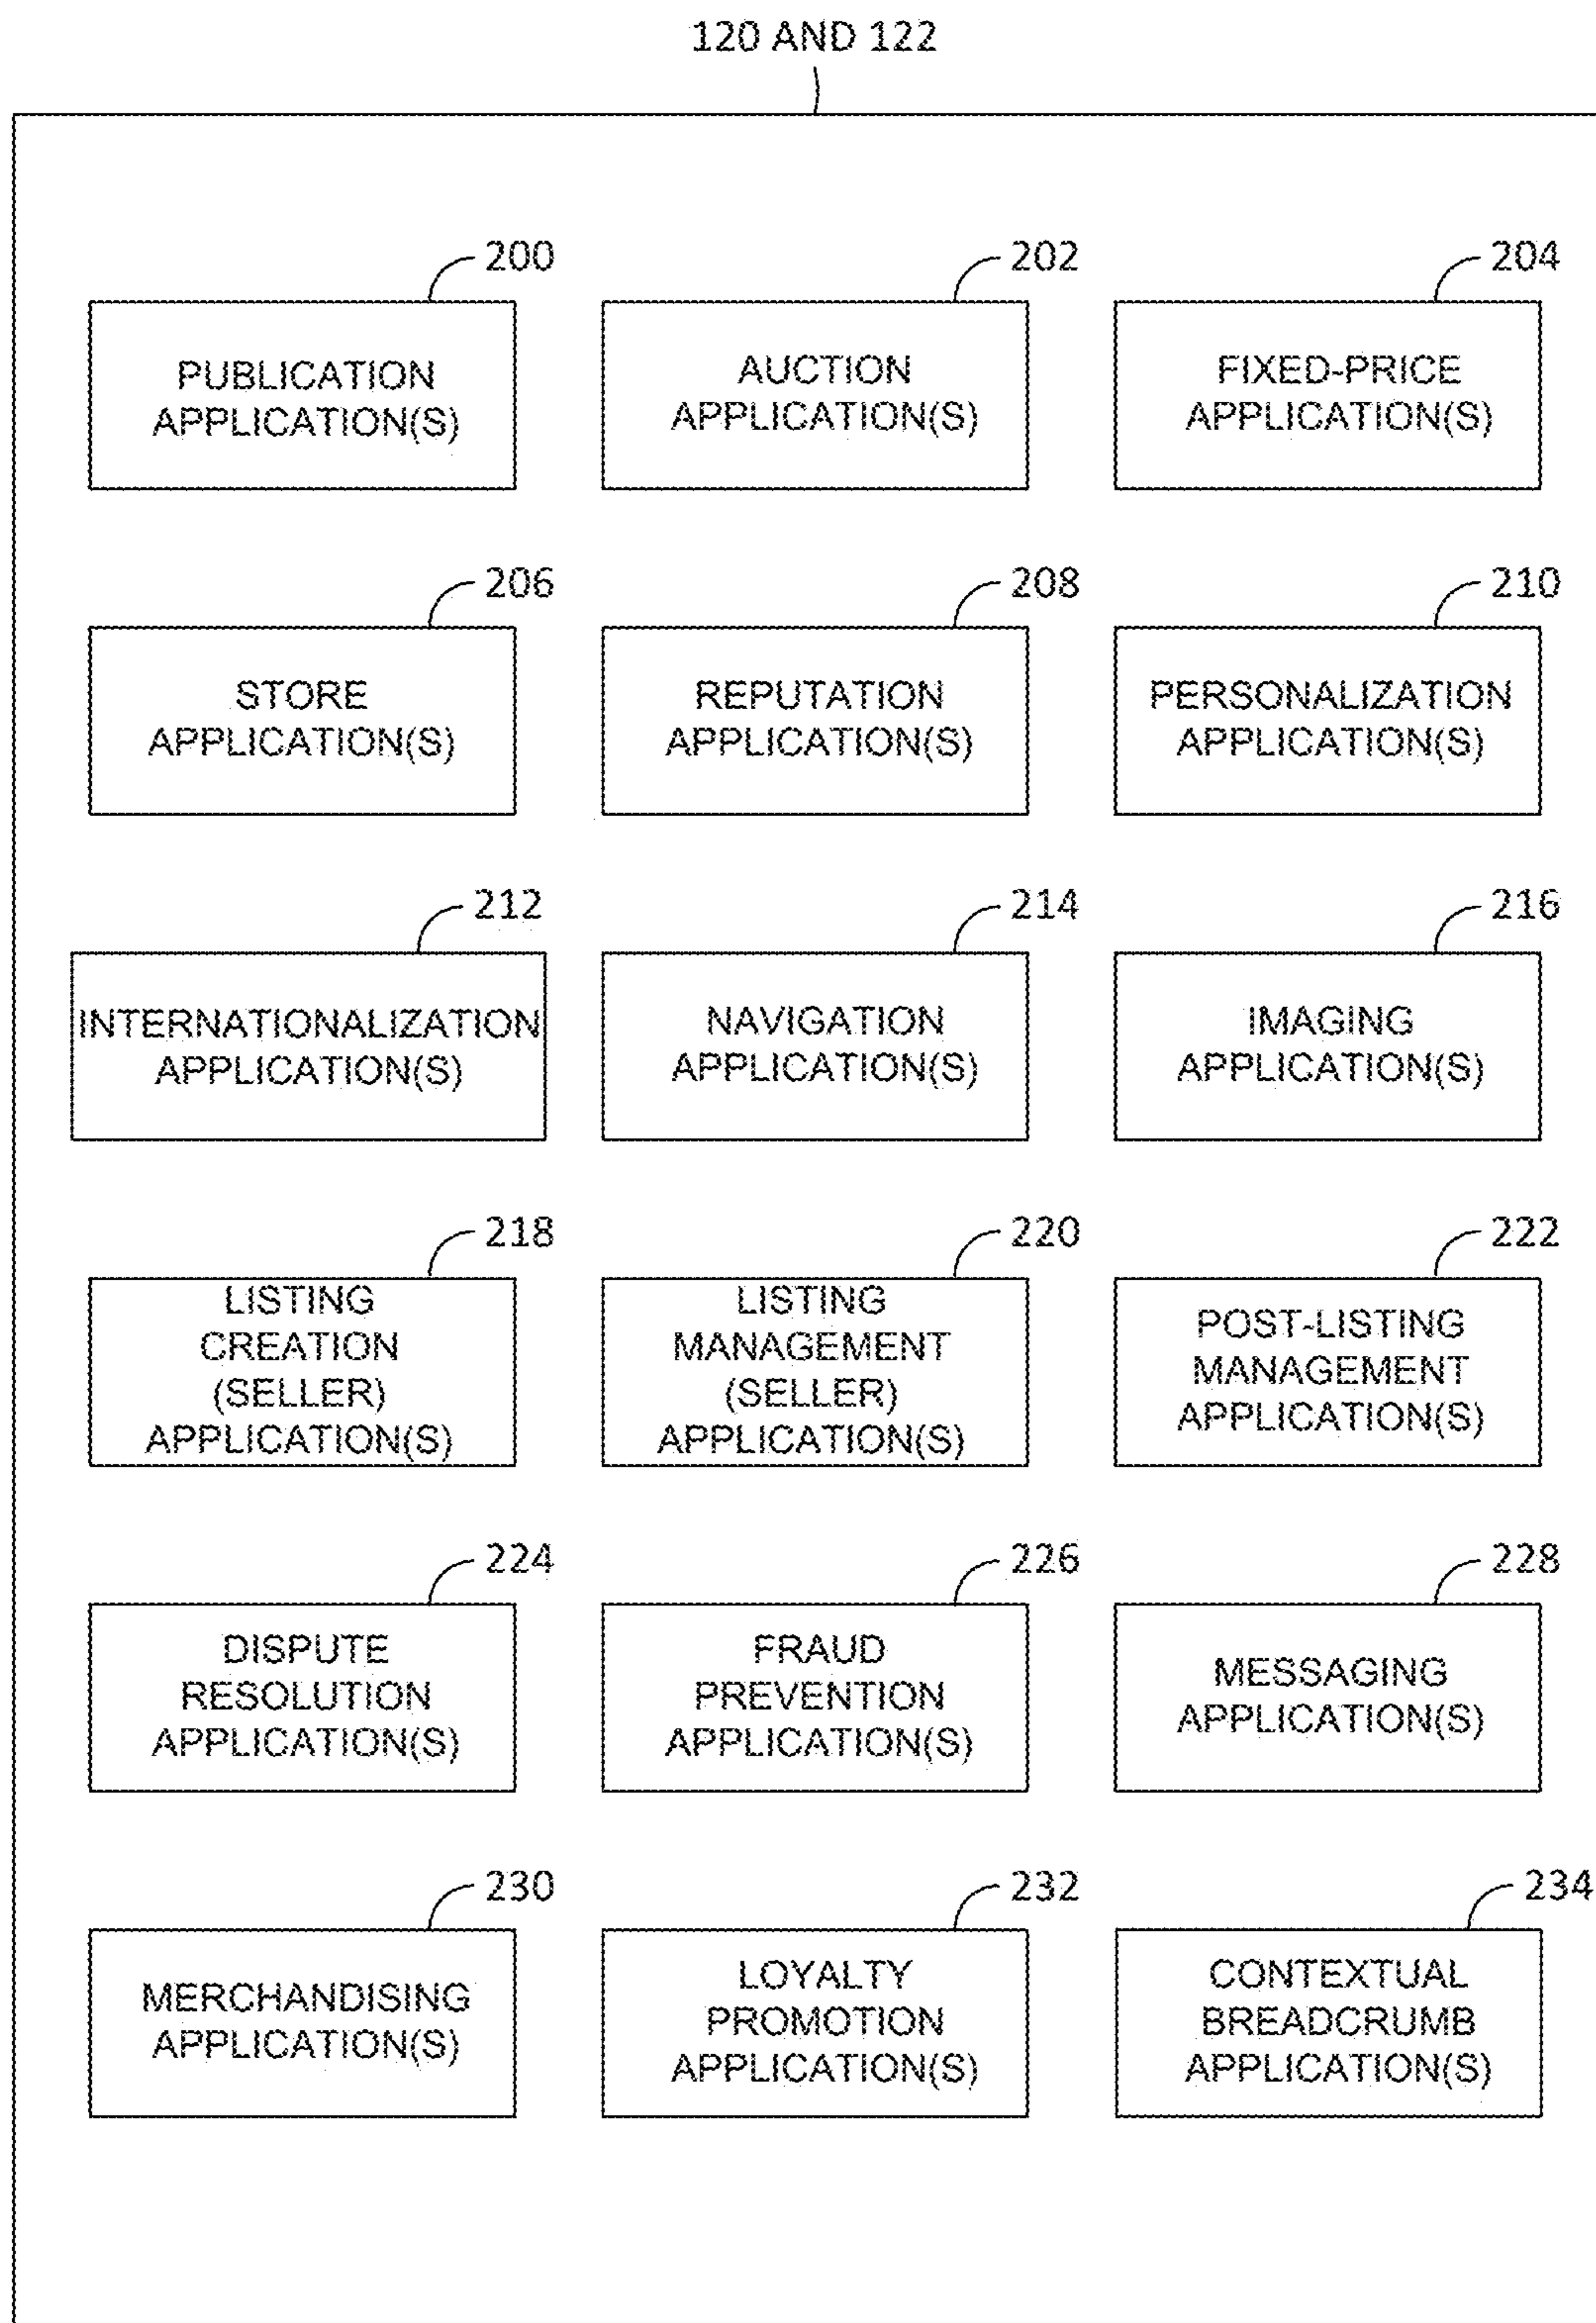 120 AND 122
200
202
204
PUBLICATION
APPLICATION(S)
AUCTION
APPLICATION(S)
FIXED-PRICE
APPLICATION(S)
206
208
210
STORE
APPLICATION(S)
REPUTATION
APPLICATION(S)
PERSONALIZATION
APPLICATION(S)
212
214
216
INTERNATIONALIZATION
APPLICATION(S)
NAVIGATION
APPLICATION(S)
IMAGING
APPLICATION(S)
218
220
222
LISTING
CREATION
(SELLER)
APPLICATION(S)
LISTING
MANAGEMENT
(SELLER)
APPLICATION(S)
POST-LISTING
MANAGEMENT
APPLICATION(S)
224
226
228
DISPUTE
RESOLUTION
APPLICATION(S)
FRAUD
PREVENTION
APPLICATION(S)
MESSAGING
APPLICATION(S)
230
232
234
MERCHANDISING
APPLICATION(S)
LOYALTY
PROMOTION
APPLICATION(S)
CONTEXTUAL
BREADCRUMB
APPLICATION(S)